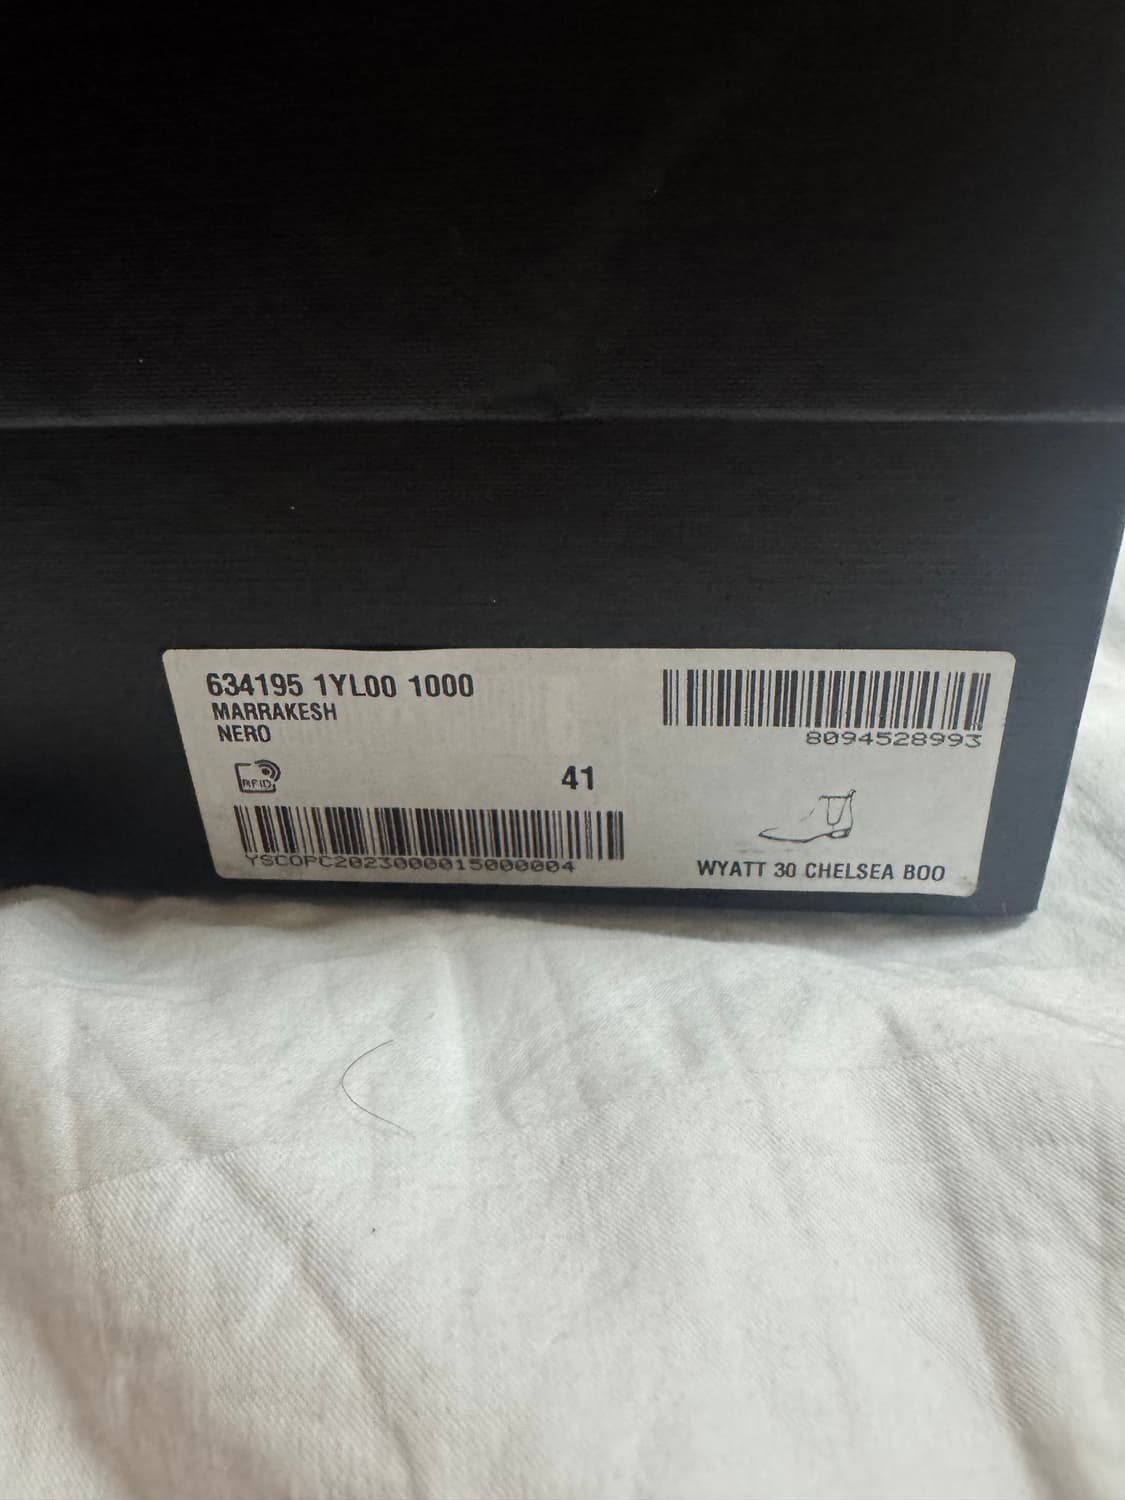 634195 1YL00 1000
MARRAKESH
NERO
8094528993
RFID
41
YSCOPC2023000015000004
WYATT 30 CHELSEA BOO